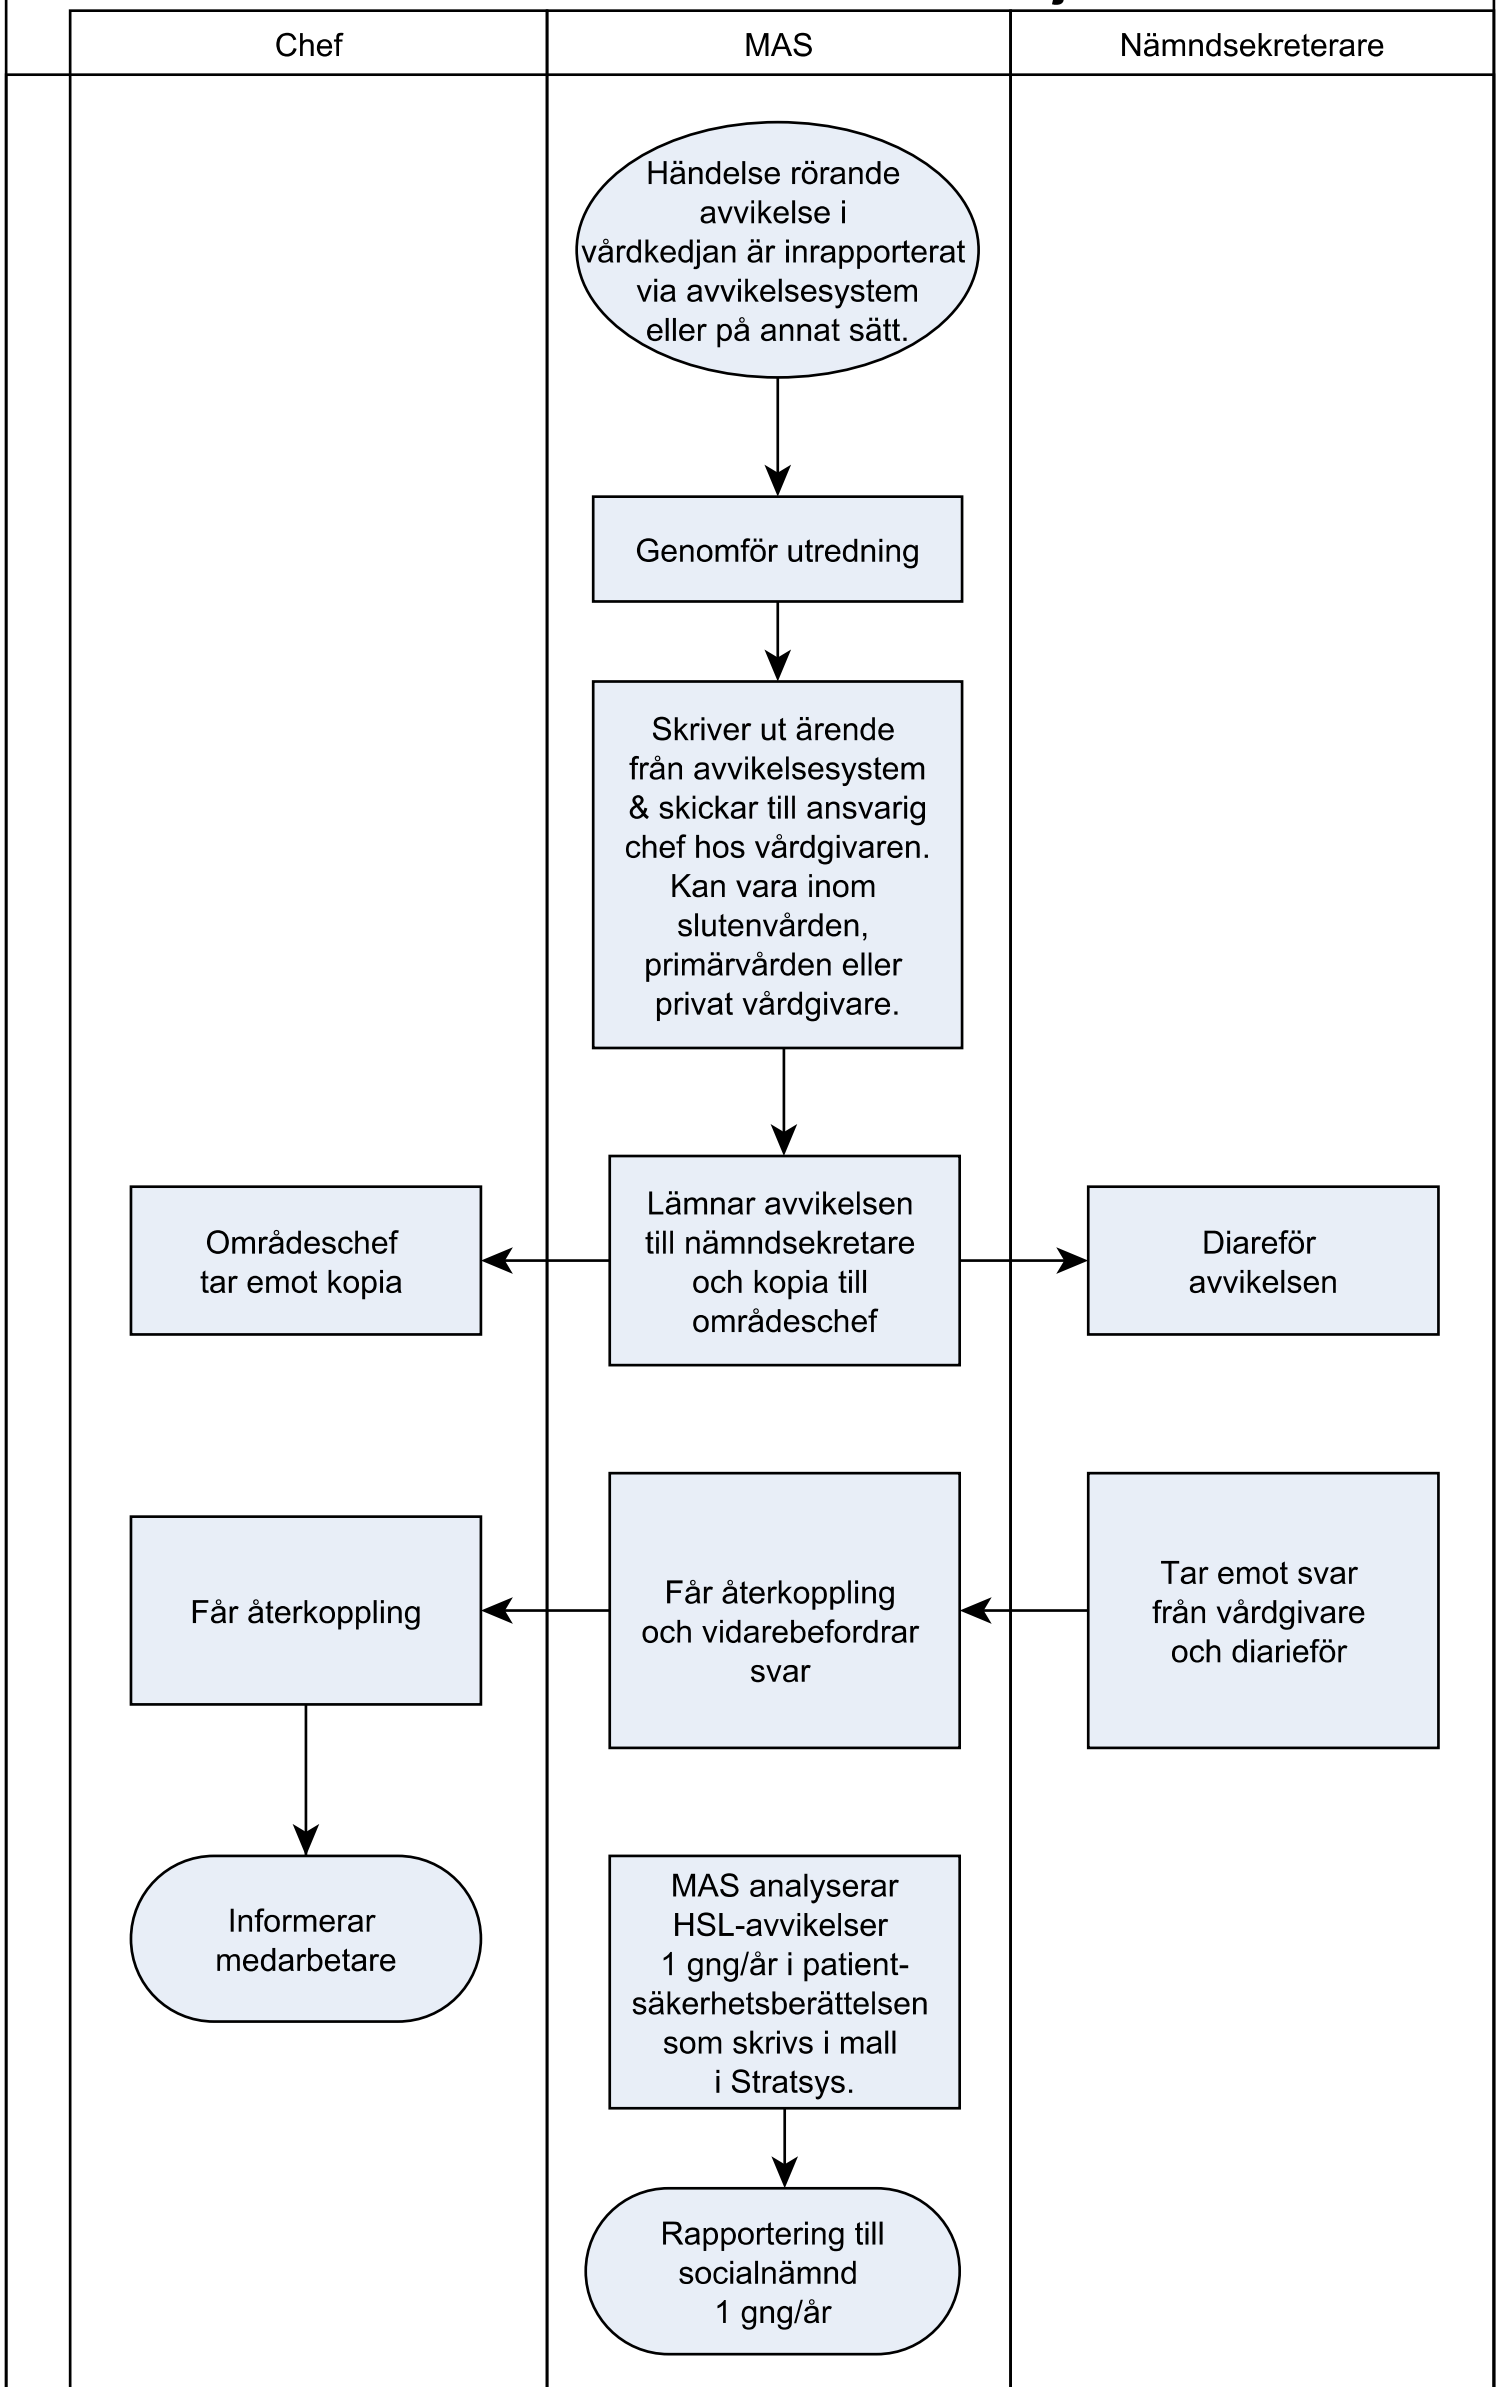 Chef
MAS
Nämndsekreterare
Händelse rörande
avvikelse i
vårdkedjan är inrapporterat
via avvikelsesystem
eller på annat sätt.
Genomför utredning
Skriver ut ärende
från avvikelsesystem
& skickar till ansvarig
chef hos vårdgivaren.
Kan vara inom
slutenvården,
primärvården eller
privat vårdgivare.
Områdeschef
tar emot kopia
Lämnar avvikelsen
till nämndsekretare
och kopia till
områdeschef
Diareför
avvikelsen
Får återkoppling
Får återkoppling
och vidarebefordrar
svar
Tar emot svar
från vårdgivare
och diarieför
Informerar
medarbetare
MAS analyserar
HSL-avvikelser
1 gng/år i patient-
säkerhetsberättelsen
som skrivs i mall
i Stratsys.
Rapportering till
socialnämnd
1 gng/år